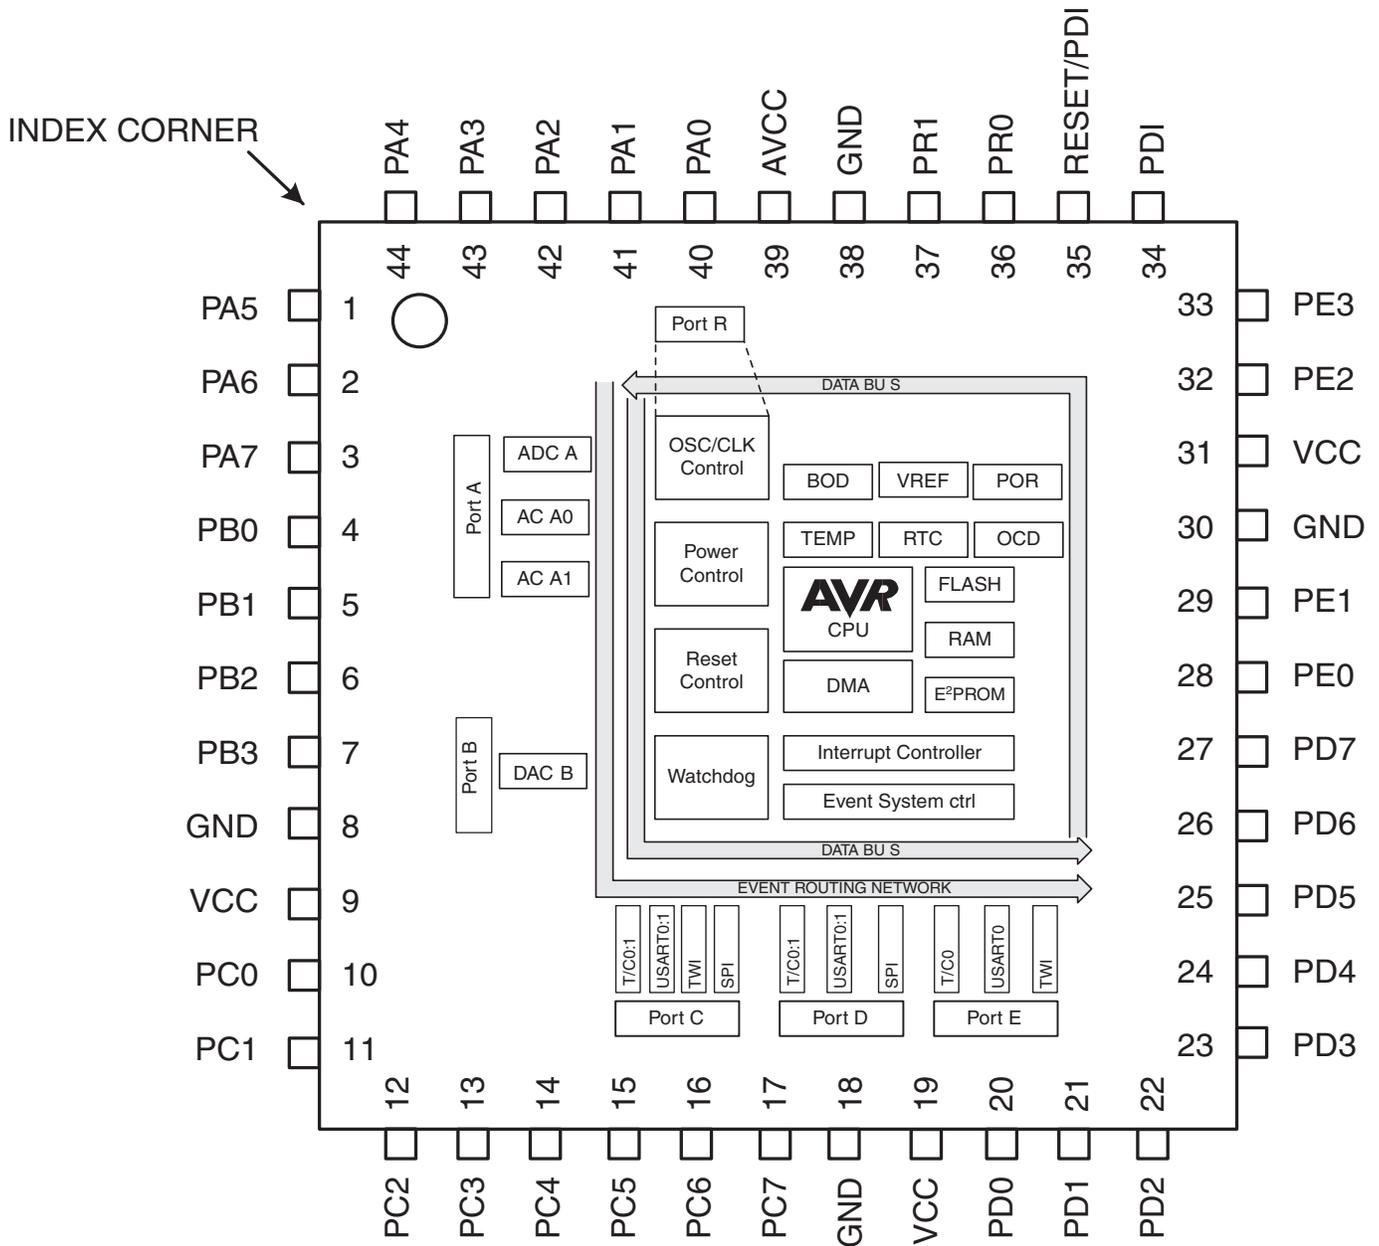 INDEX CORNER
PA4
PA3
PA2
PA1
PA0
AVCC
GND
PR1
PR0
RESET/PDI
PDI
44
43
42
41
40
39
38
37
36
35
34
PA5
1
PA6
2
PA7
3
PB0
4
PB1
5
PB2
6
PB3
7
GND
8
VCC
9
PC0
10
PC1
11
Port R
DATA BU S
OSC/CLK
Control
Port A
ADC A
AC A0
AC A1
BOD
VREF
POR
Power
Control
TEMP
RTC
OCD
AVR
CPU
FLASH
RAM
E²PROM
Reset
Control
DMA
Port B
DAC B
Watchdog
Interrupt Controller
Event System ctrl
DATA BU S
EVENT ROUTING NETWORK
T/C0:1
USART0:1
TWI
SPI
T/C0:1
USART0:1
SPI
T/C0
USART0
TWI
Port C
Port D
Port E
33
PE3
32
PE2
31
VCC
30
GND
29
PE1
28
PE0
27
PD7
26
PD6
25
PD5
24
PD4
23
PD3
12
13
14
15
16
17
18
19
20
21
22
PC2
PC3
PC4
PC5
PC6
PC7
GND
VCC
PD0
PD1
PD2